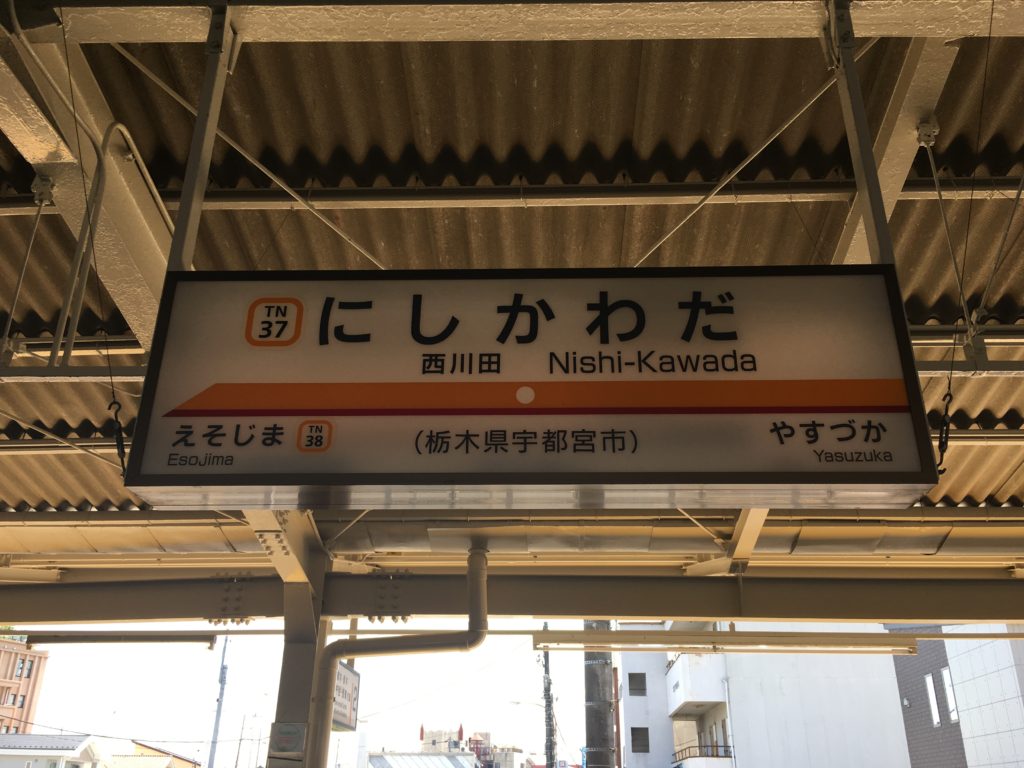 TN
37
にしかわだ
西川田 Nishi-Kawada
えそじま
TN
38
Esojima
(栃木県宇都宮市)
やすづか
Yasuzuka
2